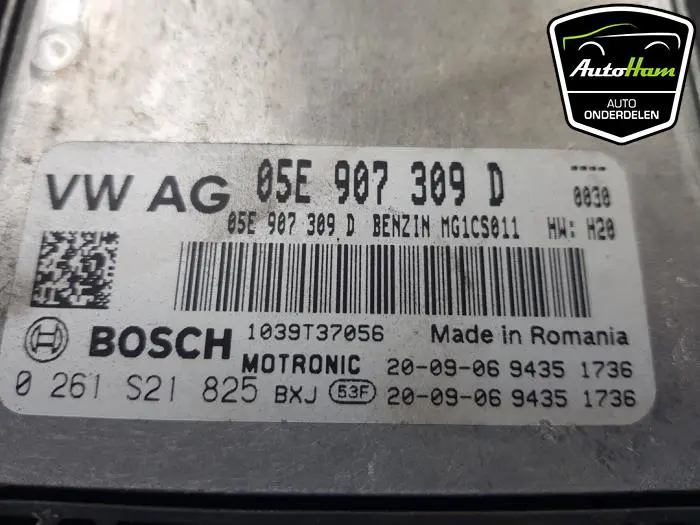 AutoHam
AUTO
ONDERDELEN
VW AG 05E 907 309 D ----
0030
05E 907 309 D BENZIN MG1CS011 HW: H20
BOSCH 1039T37056 Made in Romania
MOTRONIC 20-09-06 9435 1736
0 261 S21 825 BXJ 53F 20-09-06 9435 1736